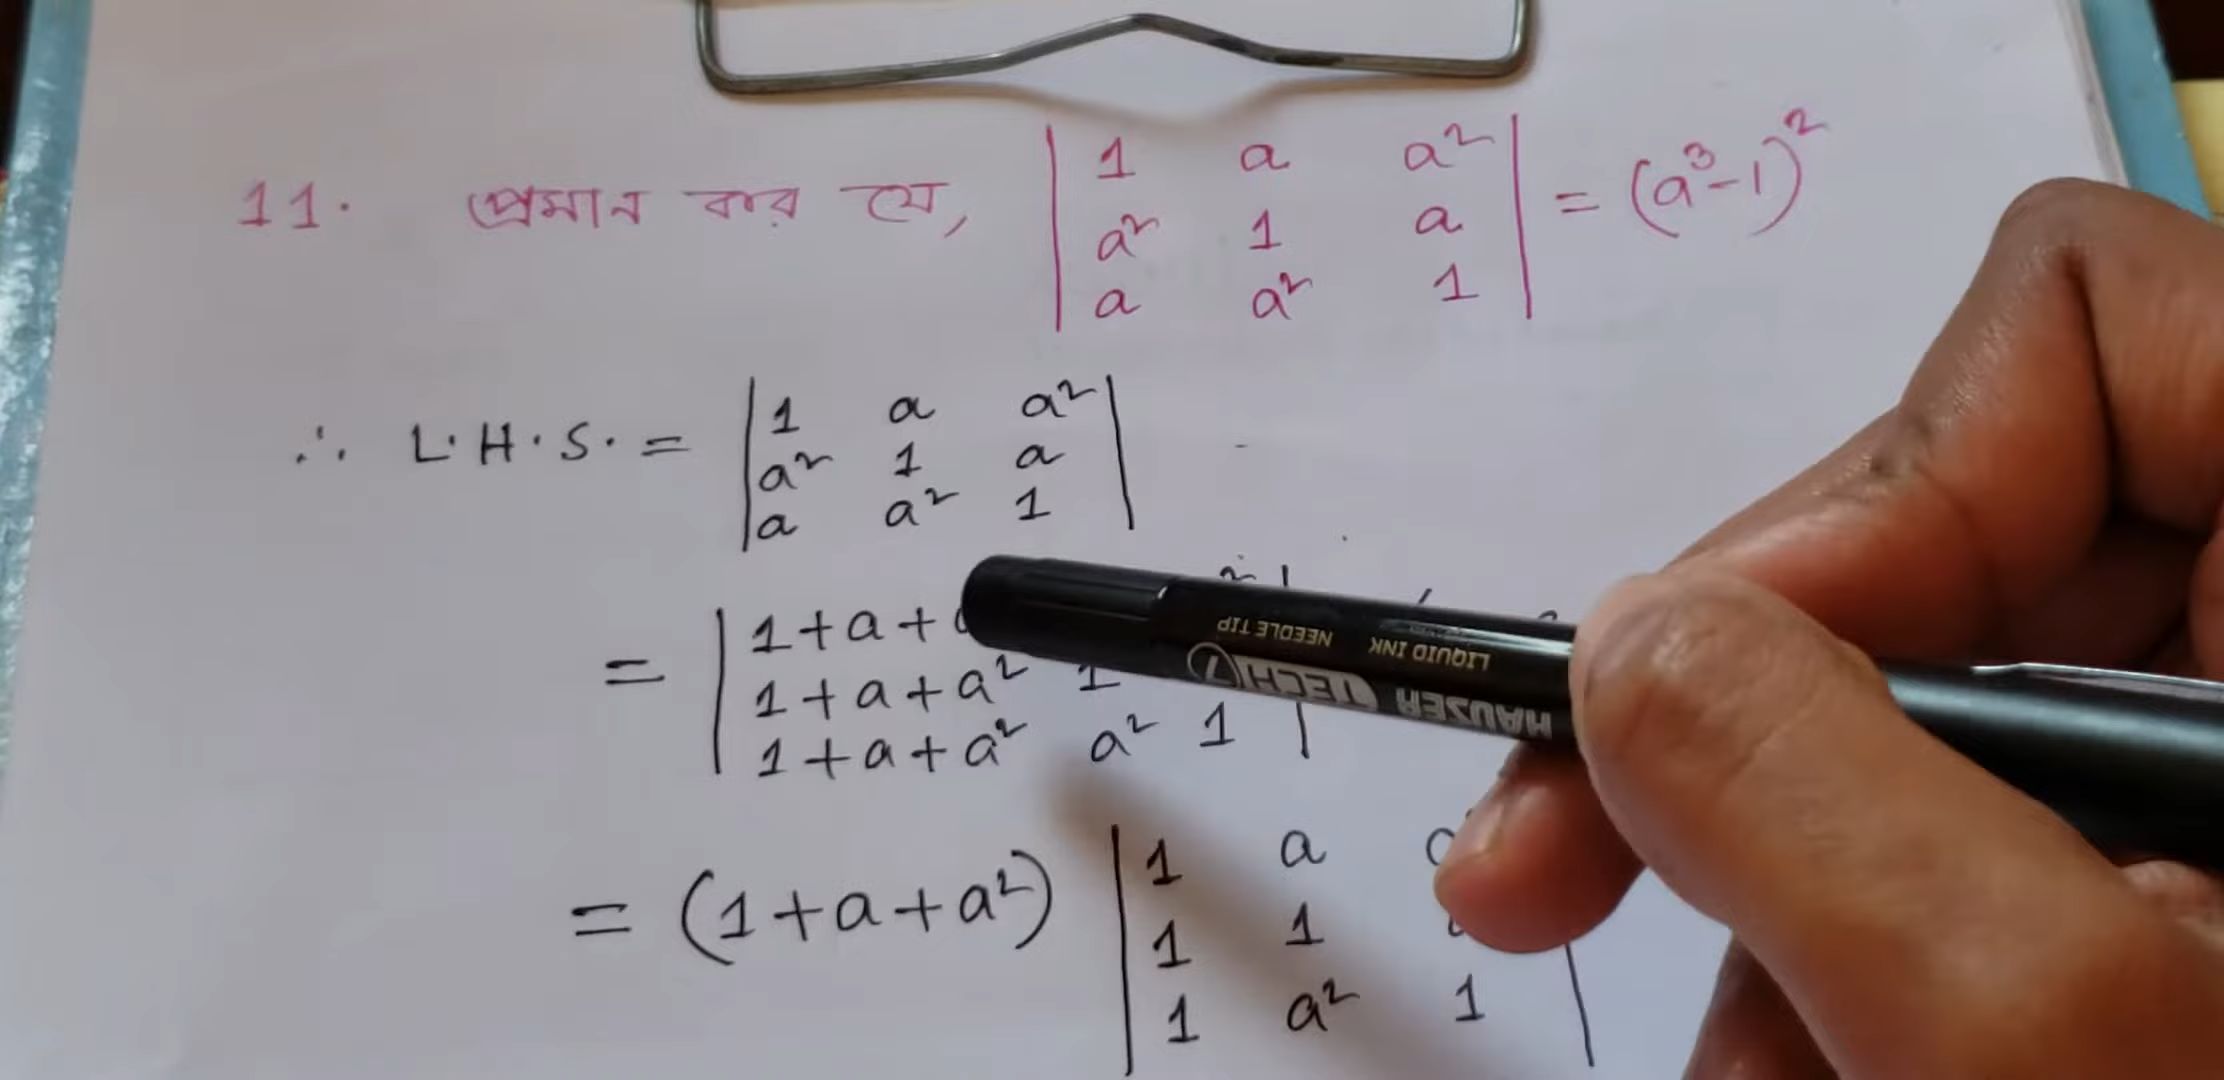 11. প্রমান কর যে, | 1 a a² | = (a³-1)²
| a² 1 a |
| a a² 1 |
∴ L.H.S. = | 1 a a² |
| a² 1 a |
| a a² 1 |
= | 1+a+
| 1+a+a² 1
| 1+a+a² a² 1 |
= (1+a+a²) | 1 a
| 1 1
| 1 a² 1 |
HAUSER TECH 7
LIQUID INK NEEDLE TIP